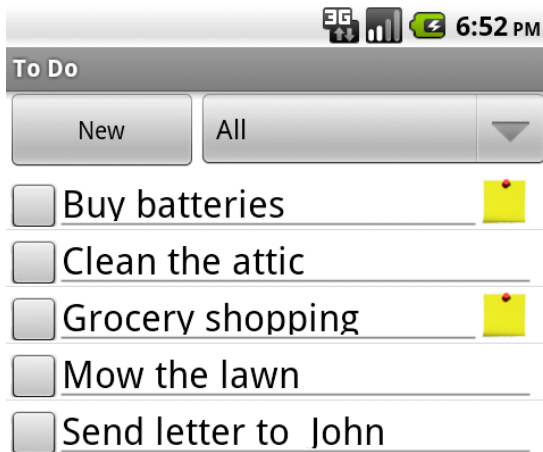 3G 6:52 PM
To Do
New All
Buy batteries
Clean the attic
Grocery shopping
Mow the lawn
Send letter to John